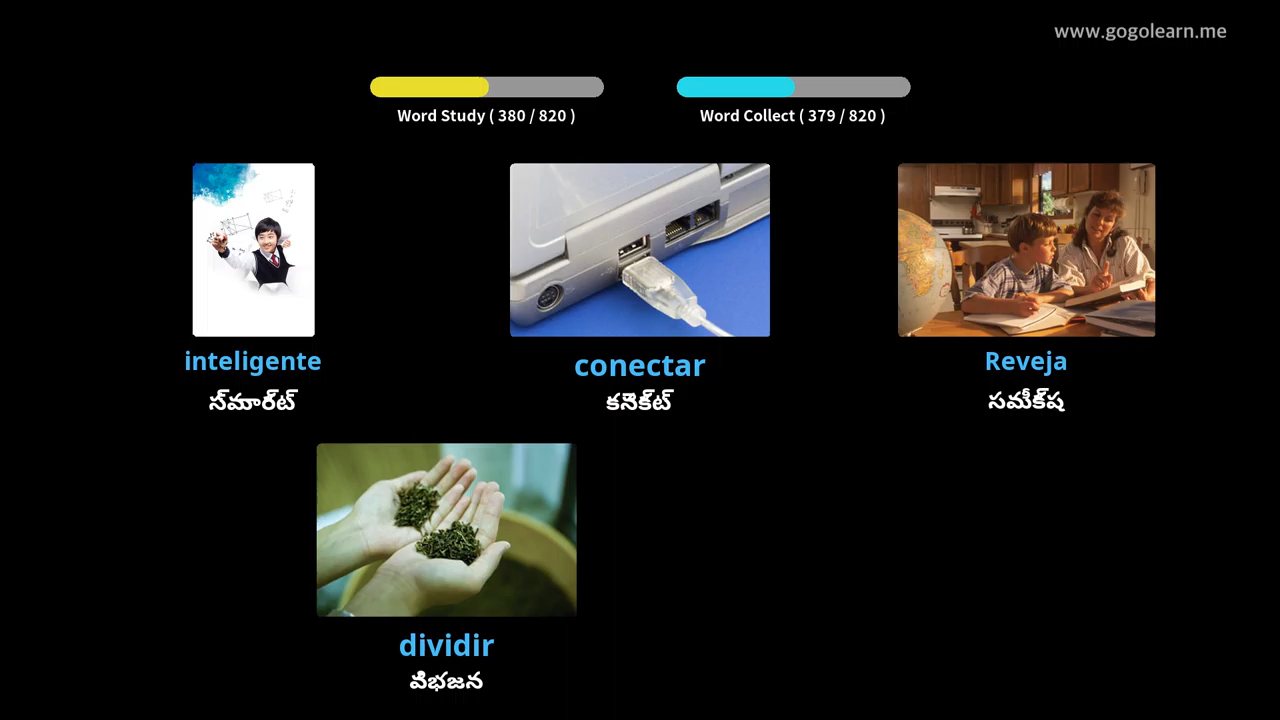 www.gogolearn.me
Word Study ( 380 / 820 )
Word Collect ( 379 / 820 )
inteligente
స్మార్ట్
conectar
కనెక్ట్
Reveja
సమీక్ష
dividir
విభజన